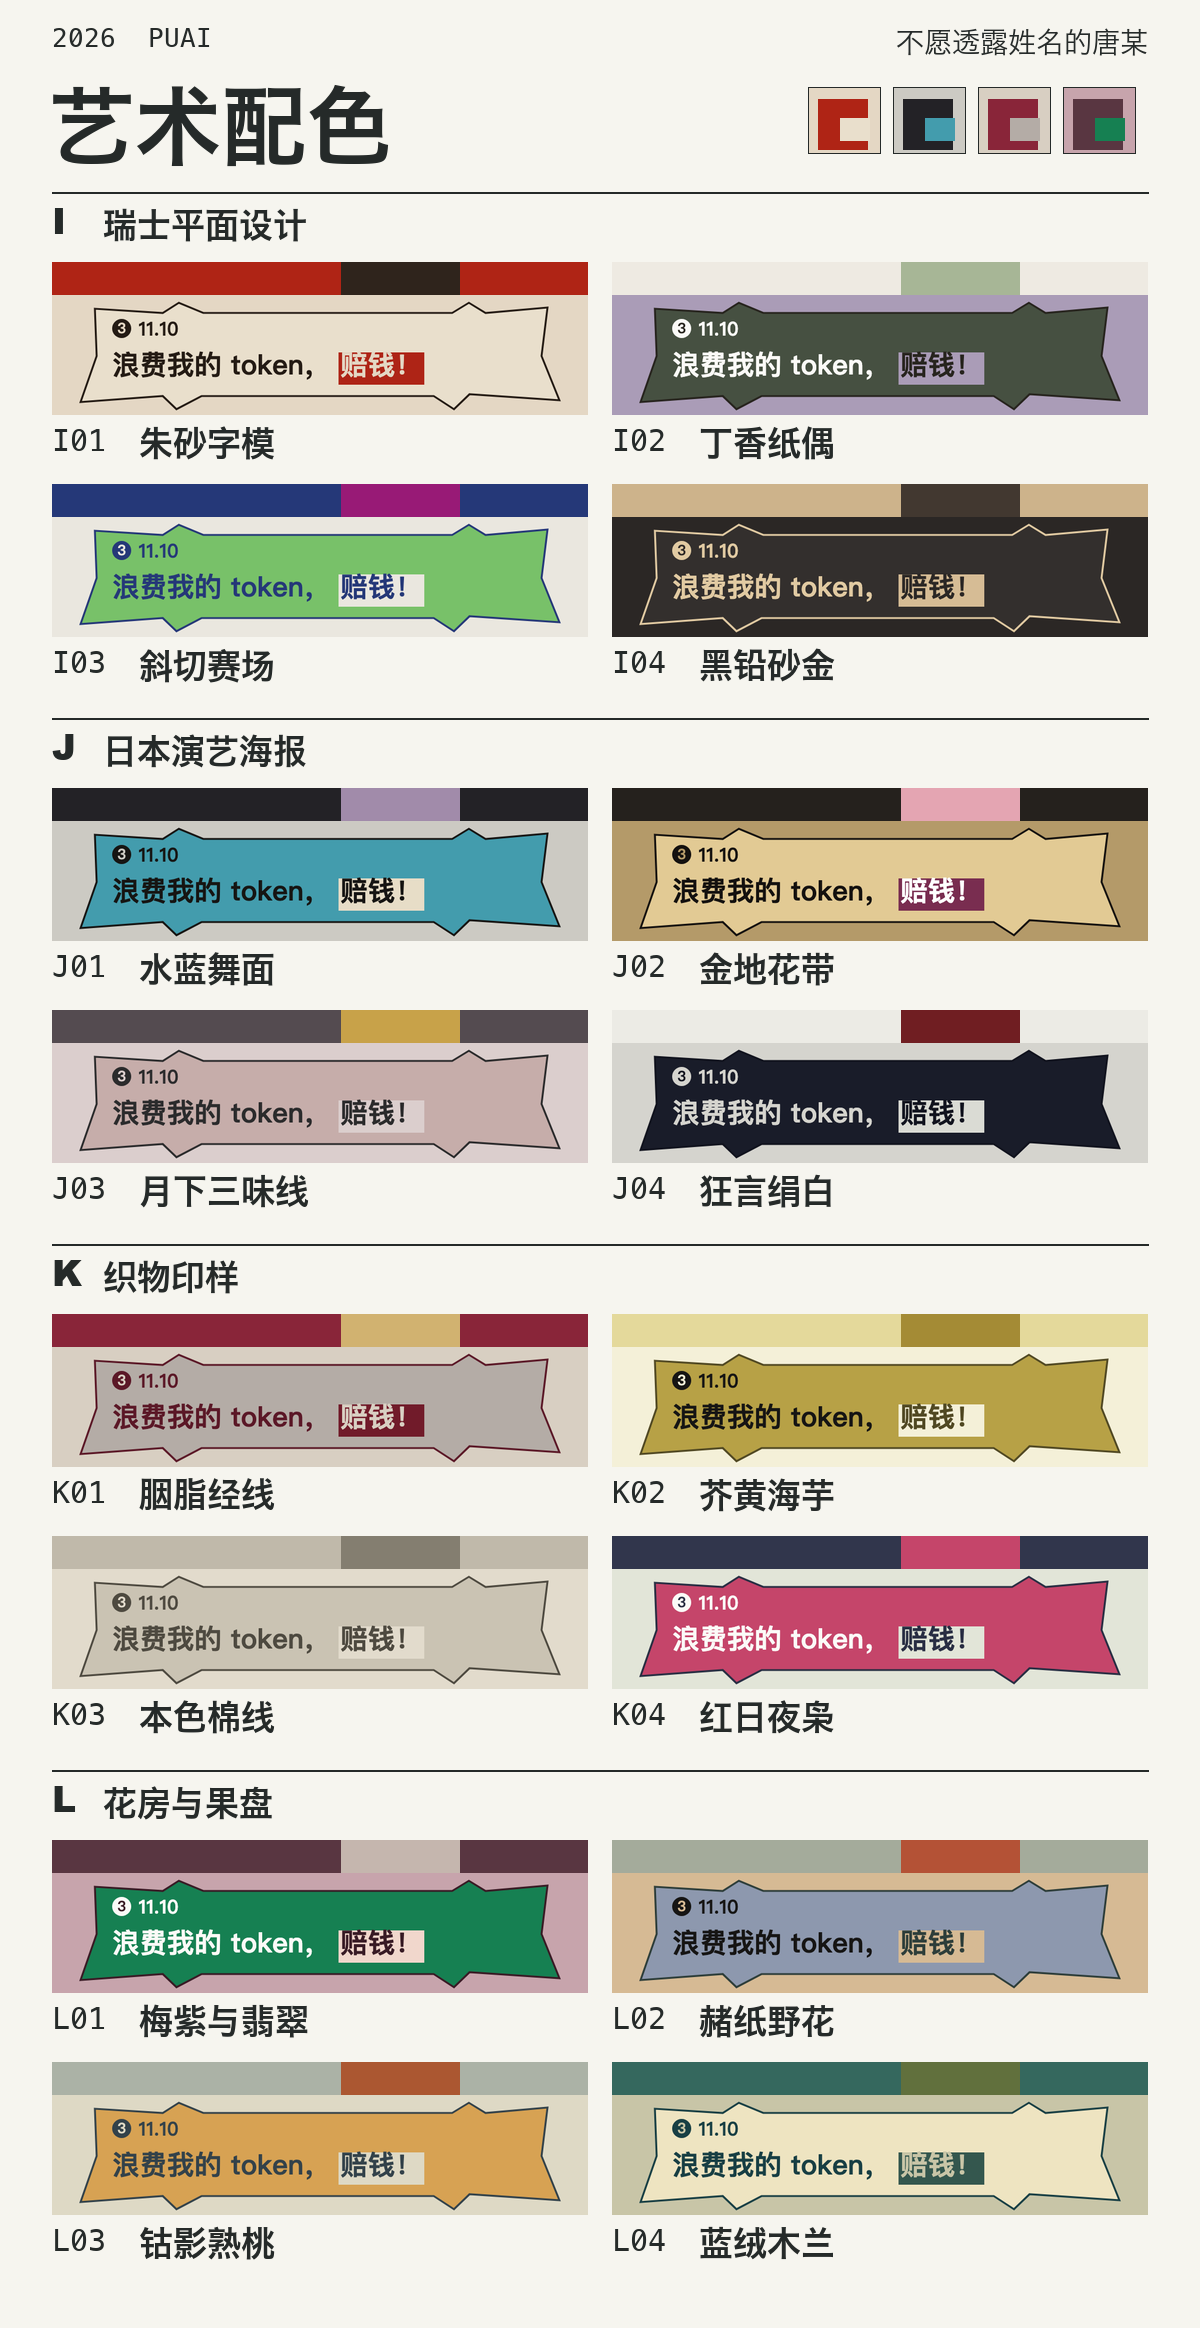 2026 PUAI
不愿透露姓名的唐某
艺术配色
I 瑞士平面设计
3 11.10
浪费我的 token, 赔钱!
I01 朱砂字模
3 11.10
浪费我的 token, 赔钱!
I02 丁香纸偶
3 11.10
浪费我的 token, 赔钱!
I03 斜切赛场
3 11.10
浪费我的 token, 赔钱!
I04 黑铅砂金
J 日本演艺海报
3 11.10
浪费我的 token, 赔钱!
J01 水蓝舞面
3 11.10
浪费我的 token, 赔钱!
J02 金地花带
3 11.10
浪费我的 token, 赔钱!
J03 月下三味线
3 11.10
浪费我的 token, 赔钱!
J04 狂言绢白
K 织物印样
3 11.10
浪费我的 token, 赔钱!
K01 胭脂经线
3 11.10
浪费我的 token, 赔钱!
K02 芥黄海芋
3 11.10
浪费我的 token, 赔钱!
K03 本色棉线
3 11.10
浪费我的 token, 赔钱!
K04 红日夜枭
L 花房与果盘
3 11.10
浪费我的 token, 赔钱!
L01 梅紫与翡翠
3 11.10
浪费我的 token, 赔钱!
L02 赭纸野花
3 11.10
浪费我的 token, 赔钱!
L03 钴影熟桃
3 11.10
浪费我的 token, 赔钱!
L04 蓝绒木兰